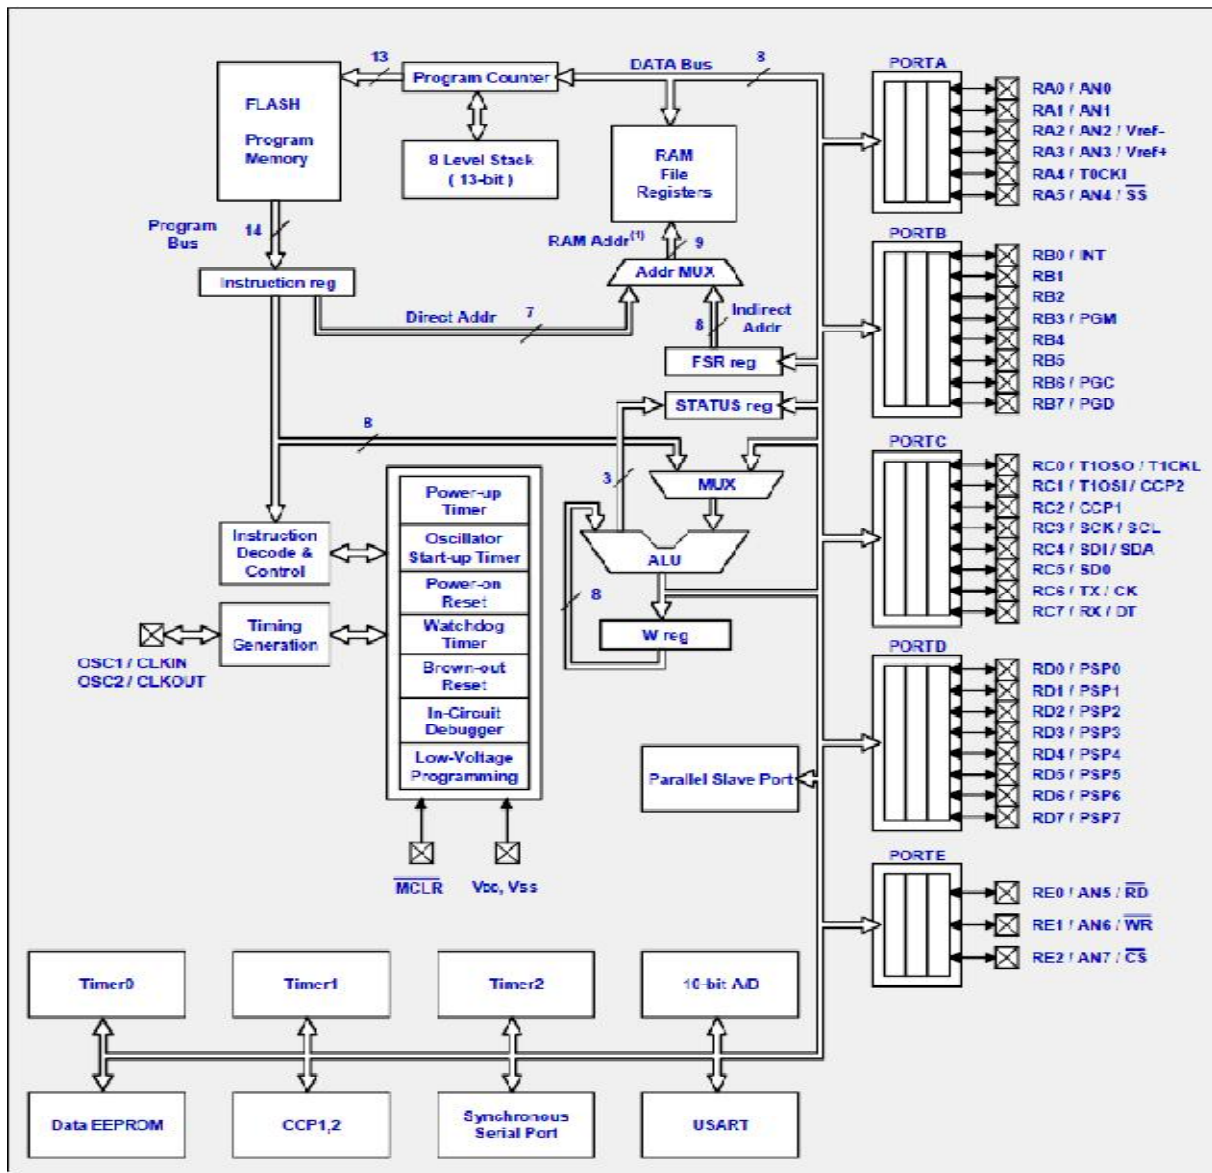 13
DATA Bus
8
Program Counter
FLASH
Program
Memory
8 Level Stack
( 13-bit )
RAM
File
Registers
Program
Bus
14
RAM Addr(1)
9
Addr MUX
Instruction reg
Direct Addr
7
Indirect
Addr
8
FSR reg
STATUS reg
8
3
MUX
ALU
8
W reg
Power-up
Timer
Oscillator
Start-up Timer
Power-on
Reset
Watchdog
Timer
Brown-out
Reset
In-Circuit
Debugger
Low-Voltage
Programming
Instruction
Decode &
Control
Timing
Generation
OSC1 / CLKIN
OSC2 / CLKOUT
MCLR
Vss
Parallel Slave Port
PORTA
RA0 / AN0
RA1 / AN1
RA2 / AN2 / Vref-
RA3 / AN3 / Vref+
RA4 / T0CKI
RA5 / AN4 / SS
PORTB
RB0 / INT
RB1
RB2
RB3 / PGM
RB4
RB5
RB6 / PGC
RB7 / PGD
PORTC
RC0 / T1OSO / T1CKL
RC1 / T1OSI / CCP2
RC2 / CCP1
RC3 / SCK / SCL
RC4 / SDI / SDA
RC5 / SD0
RC6 / TX / CK
RC7 / RX / DT
PORTD
RD0 / PSP0
RD1 / PSP1
RD2 / PSP2
RD3 / PSP3
RD4 / PSP4
RD5 / PSP5
RD6 / PSP6
RD7 / PSP7
PORTE
RE0 / AN5 / RD
RE1 / AN6 / WR
RE2 / AN7 / CS
Timer0
Timer1
Timer2
10-bit A/D
Data EEPROM
CCP1,2
Synchronous
Serial Port
USART